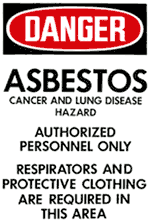 DANGER
ASBESTOS
CANCER AND LUNG DISEASE
HAZARD
AUTHORIZED
PERSONNEL ONLY
RESPIRATORS AND
PROTECTIVE CLOTHING
ARE REQUIRED IN
THIS AREA